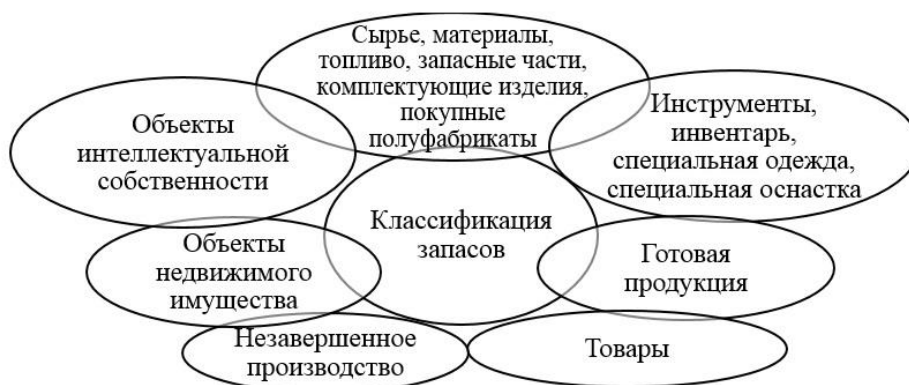 Сырье, материалы,
топливо, запасные части,
комплектующие изделия,
покупные
полуфабрикаты
Объекты
интеллектуальной
собственности
Инструменты,
инвентарь,
специальная одежда,
специальная оснастка
Классификация
запасов
Объекты
недвижимого
имущества
Готовая
продукция
Незавершенное
производство
Товары